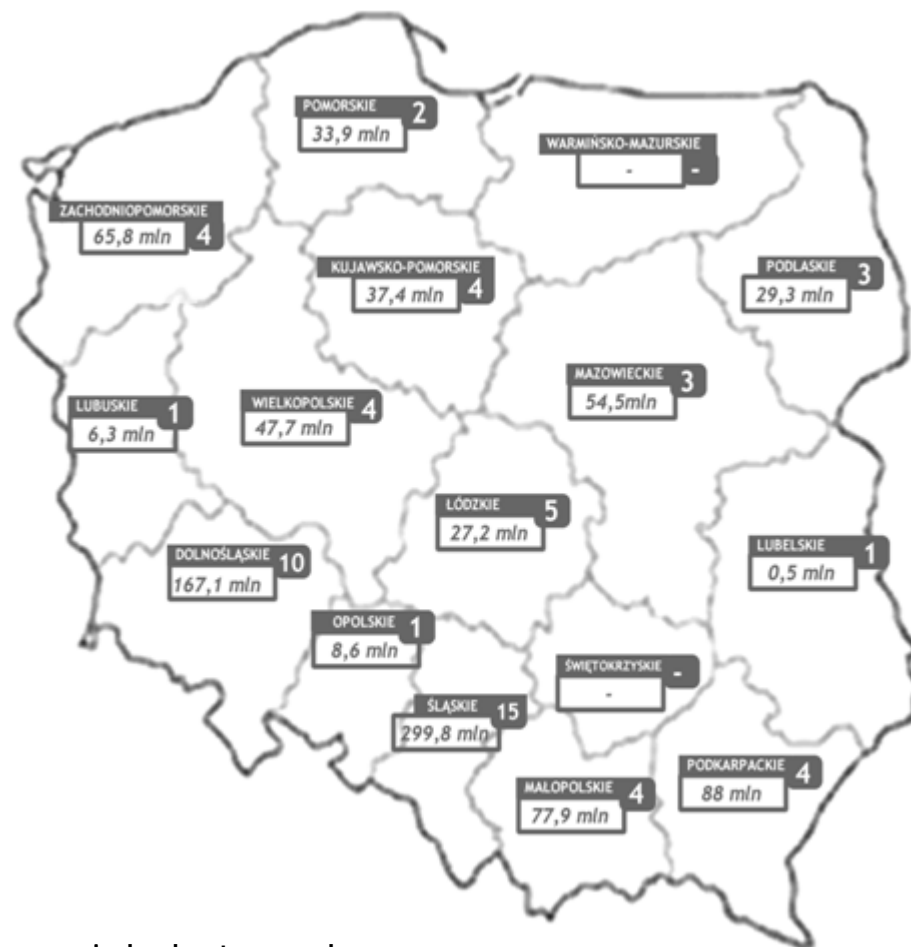 POMORSKIE 2
33,9 mln
WARMIŃSKO-MAZURSKIE
- -
ZACHODNIOPOMORSKIE
65,8 mln 4
KUJAWSKO-POMORSKIE
37,4 mln 4
PODLASKIE 3
29,3 mln
MAZOWIECKIE 3
54,5mln
LUBUSKIE 1
6,3 mln
WIELKOPOLSKIE 4
47,7 mln
LÓDZKIE 5
27,2 mln
DOLNOŚLĄSKIE 10
167,1 mln
LUBELSKIE 1
0,5 mln
OPOLSKIE 1
8,6 mln
ŚWIĘTOKRZYSKIE -
-
ŚLĄSKIE 15
299,8 mln
MALOPOLSKIE 4
77,9 mln
PODKARPACKIE 4
88 mln